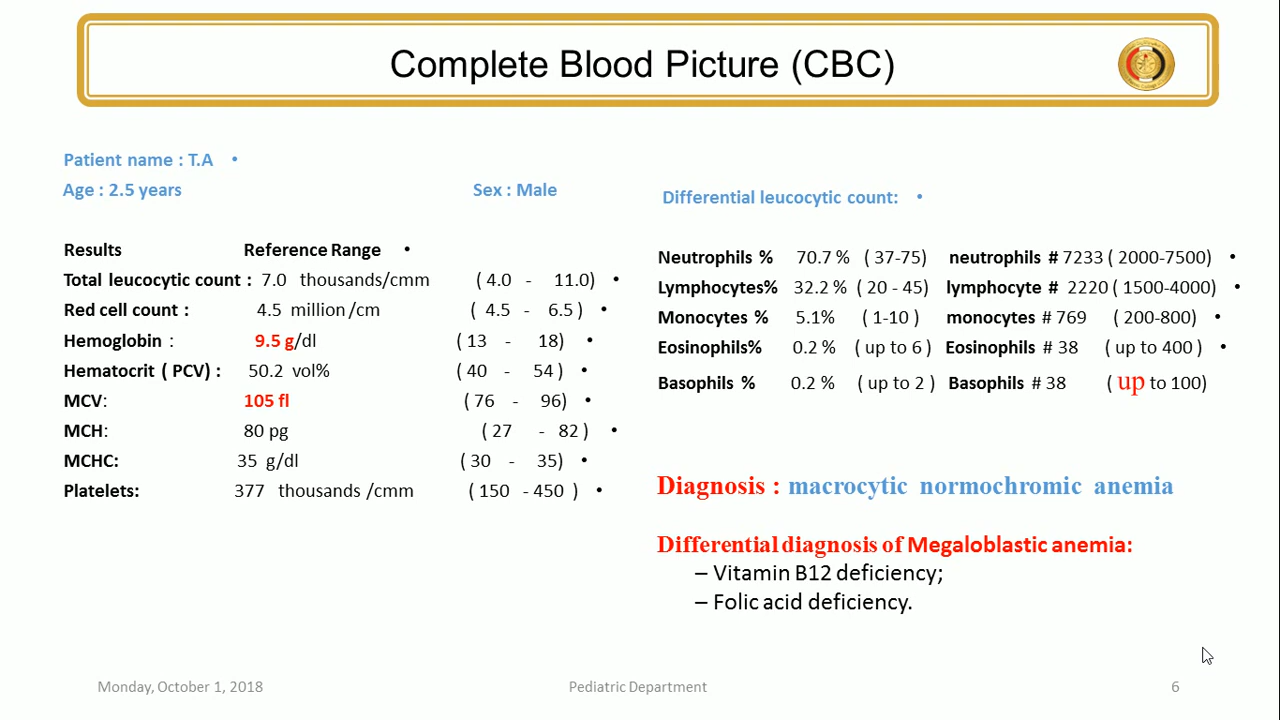 Complete Blood Picture (CBC)
Patient name : T.A •
Age : 2.5 years Sex : Male
Results Reference Range •
Total leucocytic count : 7.0 thousands/cmm ( 4.0 - 11.0) •
Red cell count : 4.5 million /cm ( 4.5 - 6.5 ) •
Hemoglobin : 9.5 g/dl ( 13 - 18) •
Hematocrit ( PCV) : 50.2 vol% ( 40 - 54 ) •
MCV: 105 fl ( 76 - 96) •
MCH: 80 pg ( 27 - 82 ) •
MCHC: 35 g/dl ( 30 - 35) •
Platelets: 377 thousands /cmm ( 150 - 450 ) •
Differential leucocytic count: •
Neutrophils % 70.7 % ( 37-75) neutrophils # 7233 ( 2000-7500) •
Lymphocytes% 32.2 % ( 20 - 45) lymphocyte # 2220 ( 1500-4000) •
Monocytes % 5.1% ( 1-10 ) monocytes # 769 ( 200-800) •
Eosinophils% 0.2 % ( up to 6 ) Eosinophils # 38 ( up to 400 ) •
Basophils % 0.2 % ( up to 2 ) Basophils # 38 ( up to 100)
Diagnosis : macrocytic normochromic anemia
Differential diagnosis of Megaloblastic anemia:
– Vitamin B12 deficiency;
– Folic acid deficiency.
Monday, October 1, 2018 Pediatric Department 6